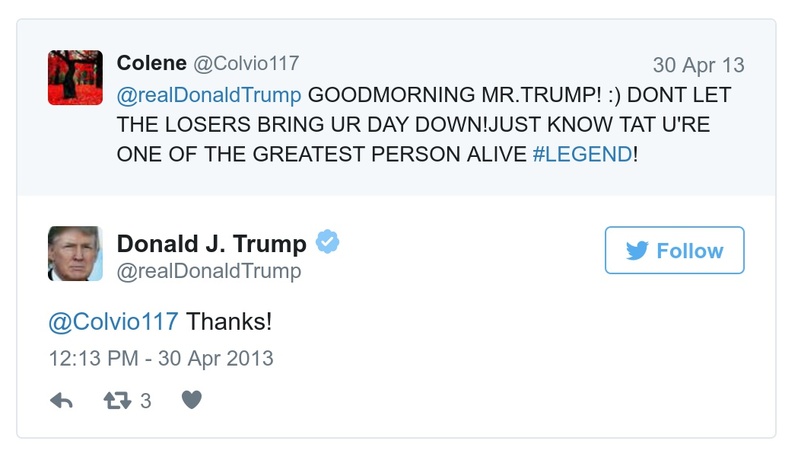 Colene @Colvio117 30 Apr 13
@realDonaldTrump GOODMORNING MR.TRUMP! :) DONT LET
THE LOSERS BRING UR DAY DOWN!JUST KNOW TAT U'RE
ONE OF THE GREATEST PERSON ALIVE #LEGEND!
Donald J. Trump
@realDonaldTrump
Follow
@Colvio117 Thanks!
12:13 PM - 30 Apr 2013
3